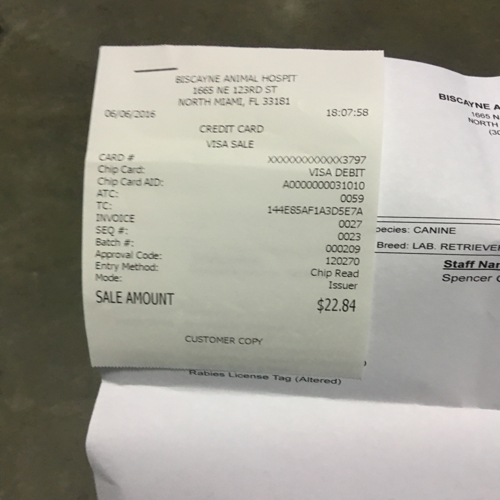 BISCAYNE ANIMAL HOSPIT
1665 NE 123RD ST
NORTH MIAMI, FL 33181
06/06/2016 18:07:58
CREDIT CARD
VISA SALE
CARD # XXXXXXXXXXXX3797
Chip Card: VISA DEBIT
Chip Card AID: A0000000031010
ATC: 0059
TC: 144E65AF1A3D5E7A
INVOICE 0027
SEQ #: 0023
Batch #: 000209
Approval Code: 120270
Entry Method: Chip Read
Mode: Issuer
SALE AMOUNT $22.84
CUSTOMER COPY
BISCAYNE A
1665 N
NORTH
(30
pecies: CANINE
Breed: LAB. RETRIEVE
Staff Nar
Spencer
Rabies License Tag (Altered)